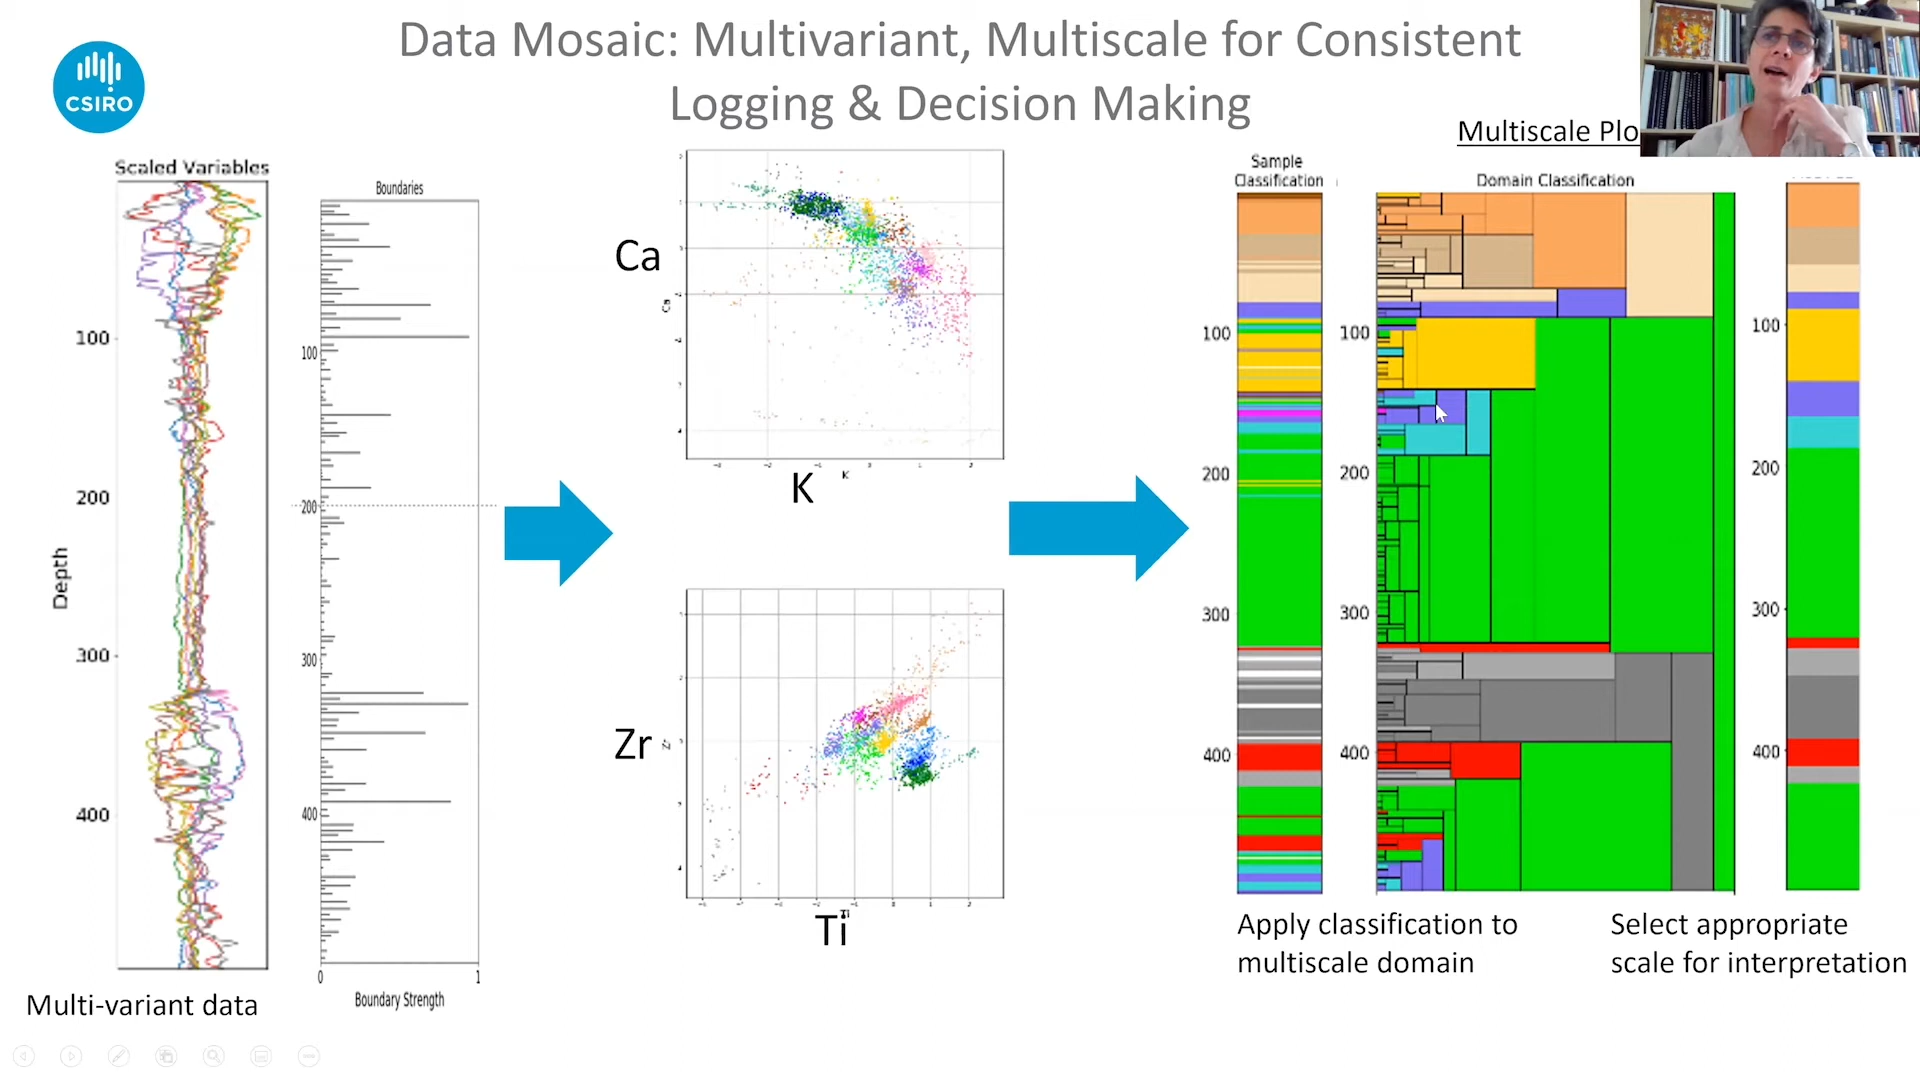 Data Mosaic: Multivariant, Multiscale for Consistent
Logging & Decision Making
CSIRO
Multiscale Plo
Scaled Variables
Boundaries
Sample
Classification
Domain Classification
Depth
100
200
300
400
100
200
300
400
0
1
Boundary Strength
Multi-variant data
Ca
Ca
K
K
Zr
Zr
Ti
Ti
100
200
300
400
100
200
300
400
100
200
300
400
Apply classification to
multiscale domain
Select appropriate
scale for interpretation